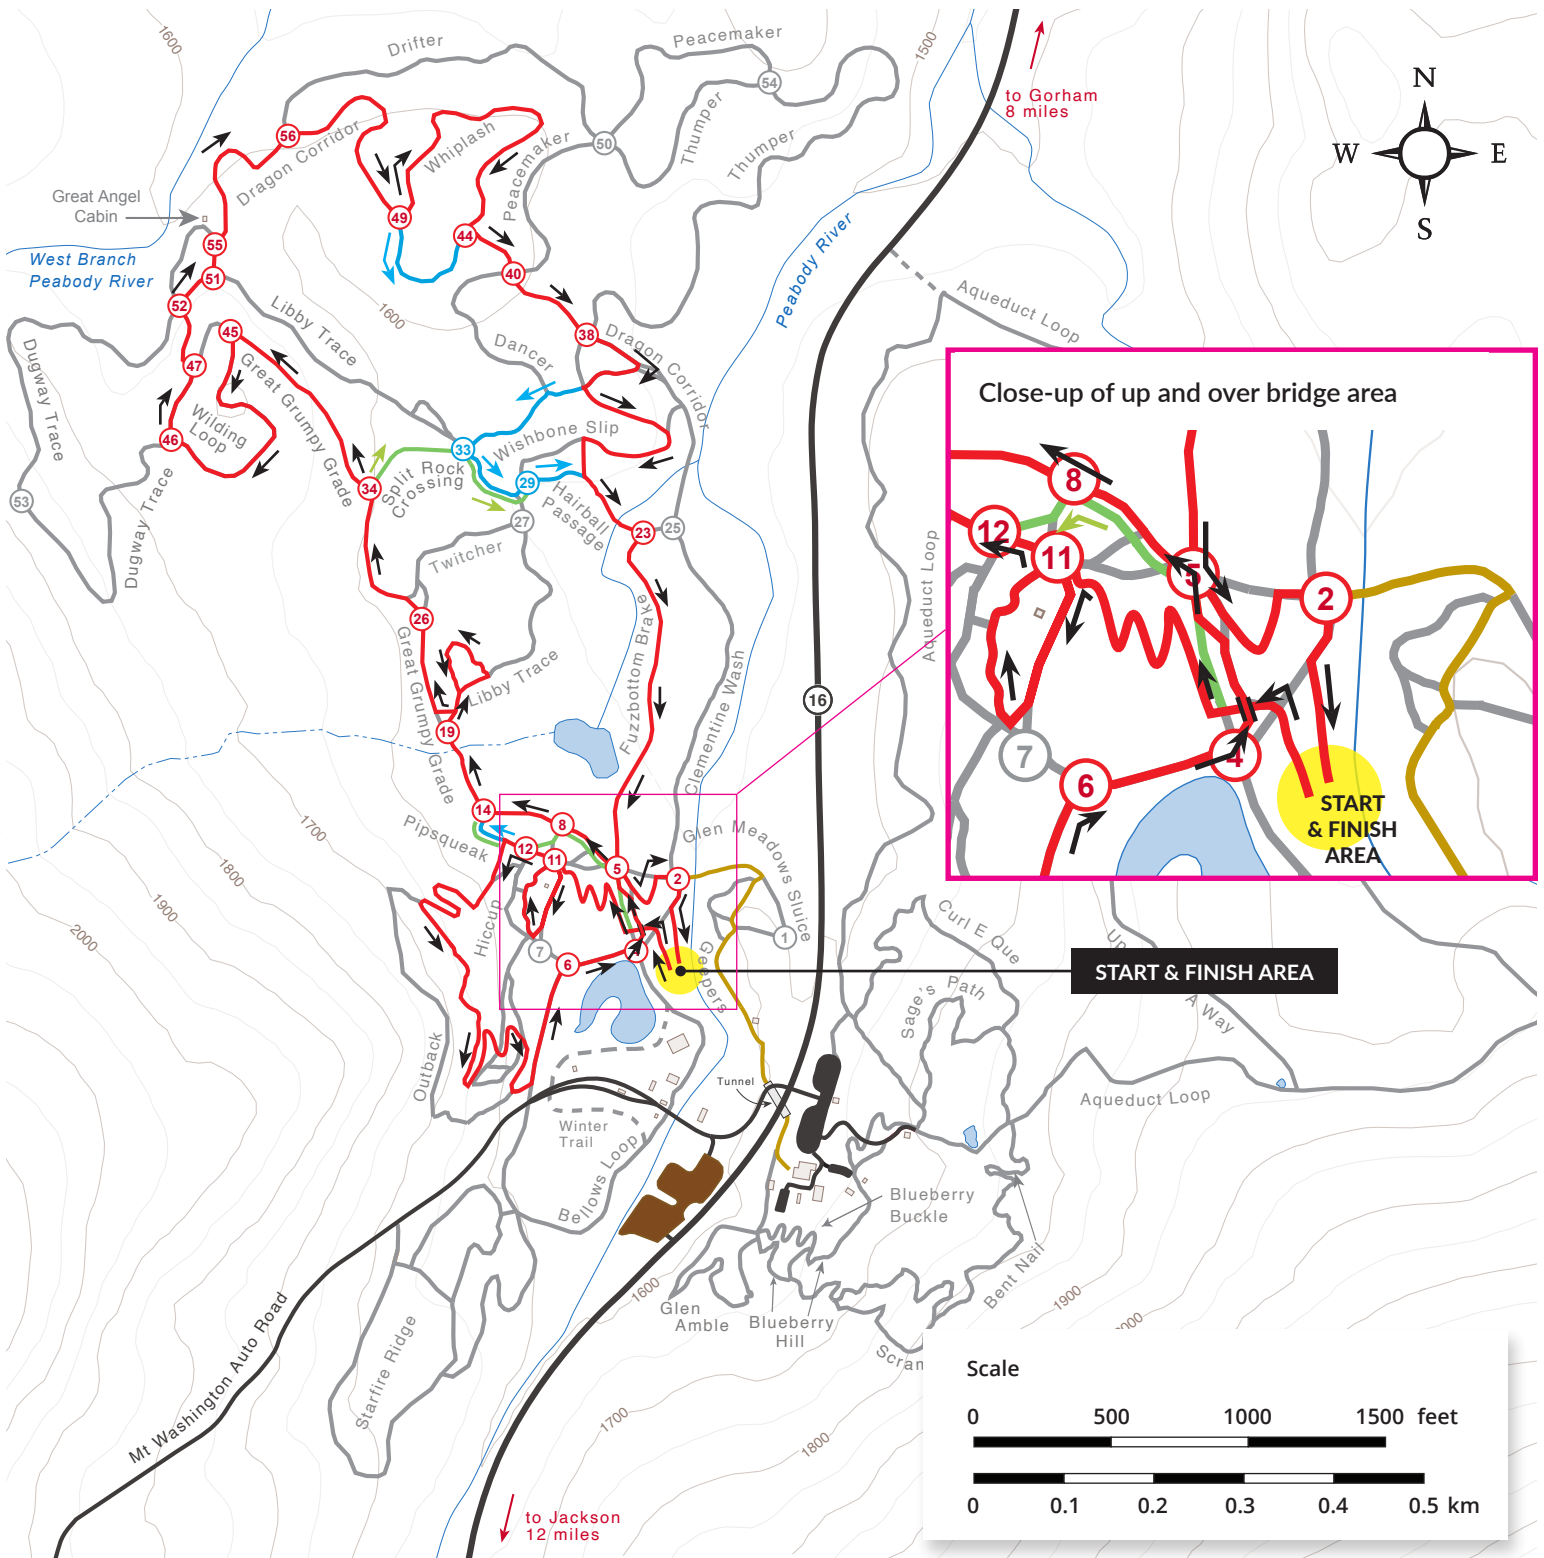 1600
Drifter
Peacemaker
1500
54
to Gorham
8 miles
N
W
E
S
56
Dragon Corridor
Whiplash
Peacemaker
50
Thumper
Thumper
Great Angel
Cabin
49
44
55
51
52
West Branch
Peabody River
40
Peabody River
Aqueduct Loop
Libby Trace
1600
38
Dragon Corridor
45
47
Dancer
Dugway Trace
Great Grumpy Grade
Wilding
Loop
46
33
Wishbone Slip
34
Split Rock
Crossing
29
Hairball
Passage
53
Dugway Trace
27
23
25
Twitcher
Aqueduct Loop
26
Great Grumpy Grade
Libby Trace
Fuzzbottom Brake
Clementine Wash
16
19
Close-up of up and over bridge area
8
12
11
5
2
7
6
4
START
& FINISH
AREA
14
8
Pipsqueak
12
11
5
2
Glen Meadows Sluice
1700
1800
1900
2000
Hiccup
7
6
1
Geepers
Curl E Que
Up
A Way
START & FINISH AREA
Sage's Path
Outback
Tunnel
Aqueduct Loop
Winter
Trail
Bellows Loop
Blueberry
Buckle
Bent Nail
Mt Washington Auto Road
Starfire Ridge
1600
Glen
Amble
Blueberry
Hill
1900
Scram
1700
1800
to Jackson
12 miles
Scale
0 500 1000 1500 feet
0 0.1 0.2 0.3 0.4 0.5 km